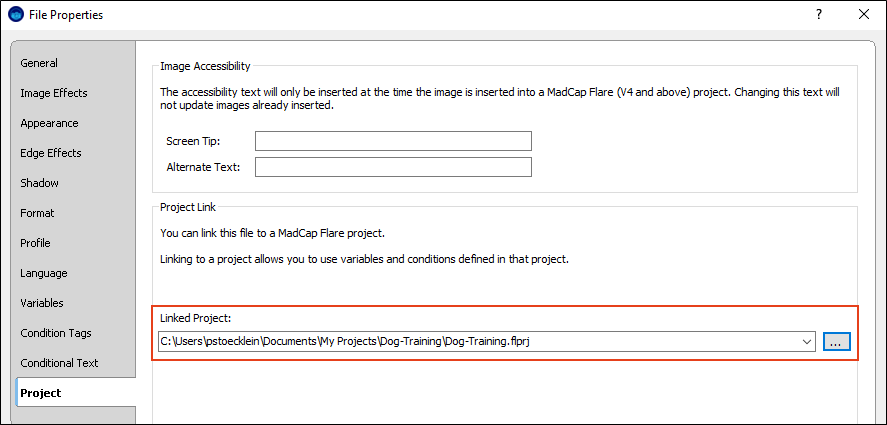 File Properties
?
General
Image Effects
Appearance
Edge Effects
Shadow
Format
Profile
Language
Variables
Condition Tags
Conditional Text
Project
Image Accessibility
The accessibility text will only be inserted at the time the image is inserted into a MadCap Flare (V4 and above) project. Changing this text will
not update images already inserted.
Screen Tip:
Alternate Text:
Project Link
You can link this file to a MadCap Flare project.
Linking to a project allows you to use variables and conditions defined in that project.
Linked Project:
C:\Users\pstoecklein\Documents\My Projects\Dog-Training\Dog-Training.flprj
...